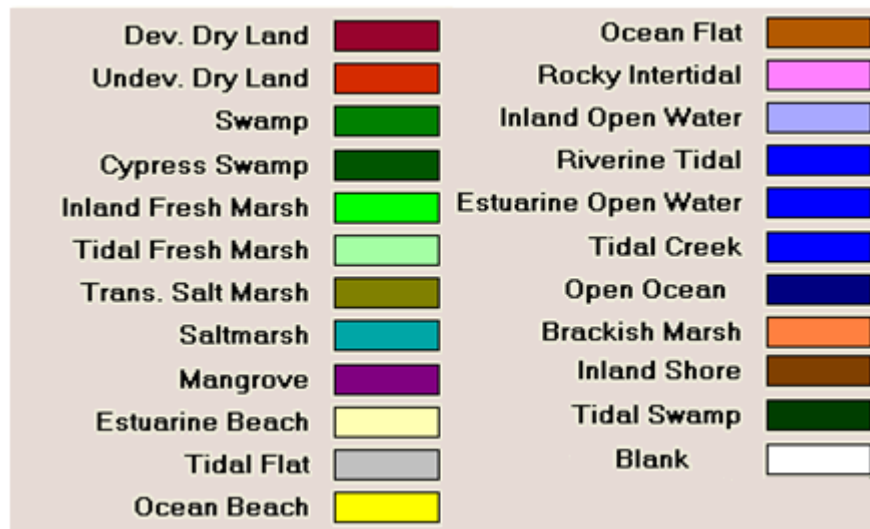 Dev. Dry Land
Undev. Dry Land
Swamp
Cypress Swamp
Inland Fresh Marsh
Tidal Fresh Marsh
Trans. Salt Marsh
Saltmarsh
Mangrove
Estuarine Beach
Tidal Flat
Ocean Beach
Ocean Flat
Rocky Intertidal
Inland Open Water
Riverine Tidal
Estuarine Open Water
Tidal Creek
Open Ocean
Brackish Marsh
Inland Shore
Tidal Swamp
Blank